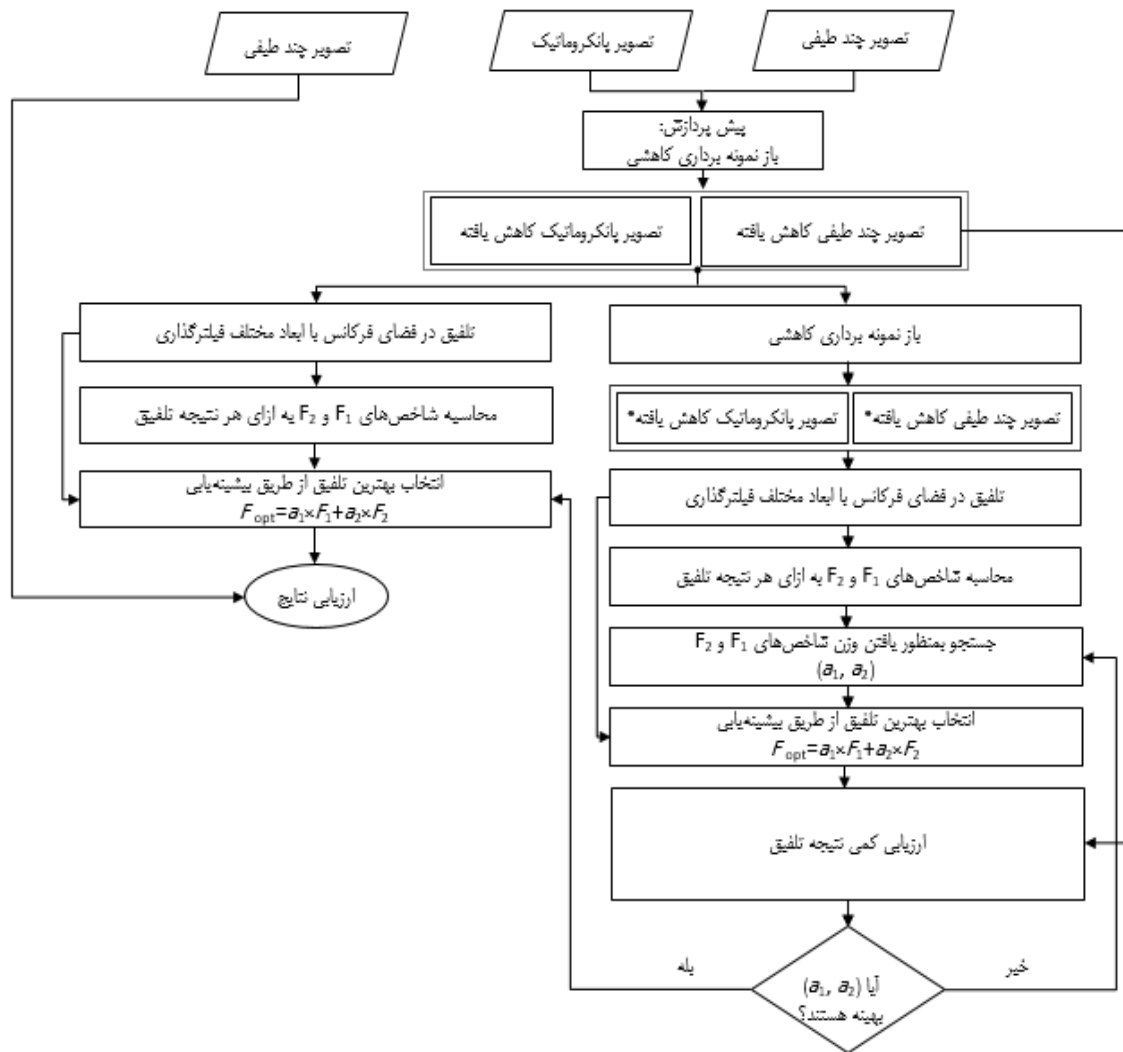 تصویر چند طیفی
تصویر پانکروماتیک
تصویر چند طیفی
پیش پردازش:
باز نمونه برداری کاهشی
تصویر چند طیفی کاهش یافته
تصویر پانکروماتیک کاهش یافته
باز نمونه برداری کاهشی
تصویر چند طیفی کاهش یافته*
تصویر پانکروماتیک کاهش یافته*
تلفیق در فضای فرکانس با ابعاد مختلف فیلترگذاری
محاسبه شاخص‌های F₁ و F₂ به ازای هر نتیجه تلفیق
جستجو بمنظور یافتن وزن شاخص‌های F₁ و F₂
(a₁, a₂)
انتخاب بهترین تلفیق از طریق بیشینه‌یابی
F opt=a₁×F₁+a₂×F₂
ارزیابی کمی نتیجه تلفیق
آیا (a₁, a₂)
بهینه هستند؟
خیر
بله
تلفیق در فضای فرکانس با ابعاد مختلف فیلترگذاری
محاسبه شاخص‌های F₁ و F₂ به ازای هر نتیجه تلفیق
انتخاب بهترین تلفیق از طریق بیشینه‌یابی
F opt=a₁×F₁+a₂×F₂
ارزیابی نتایج